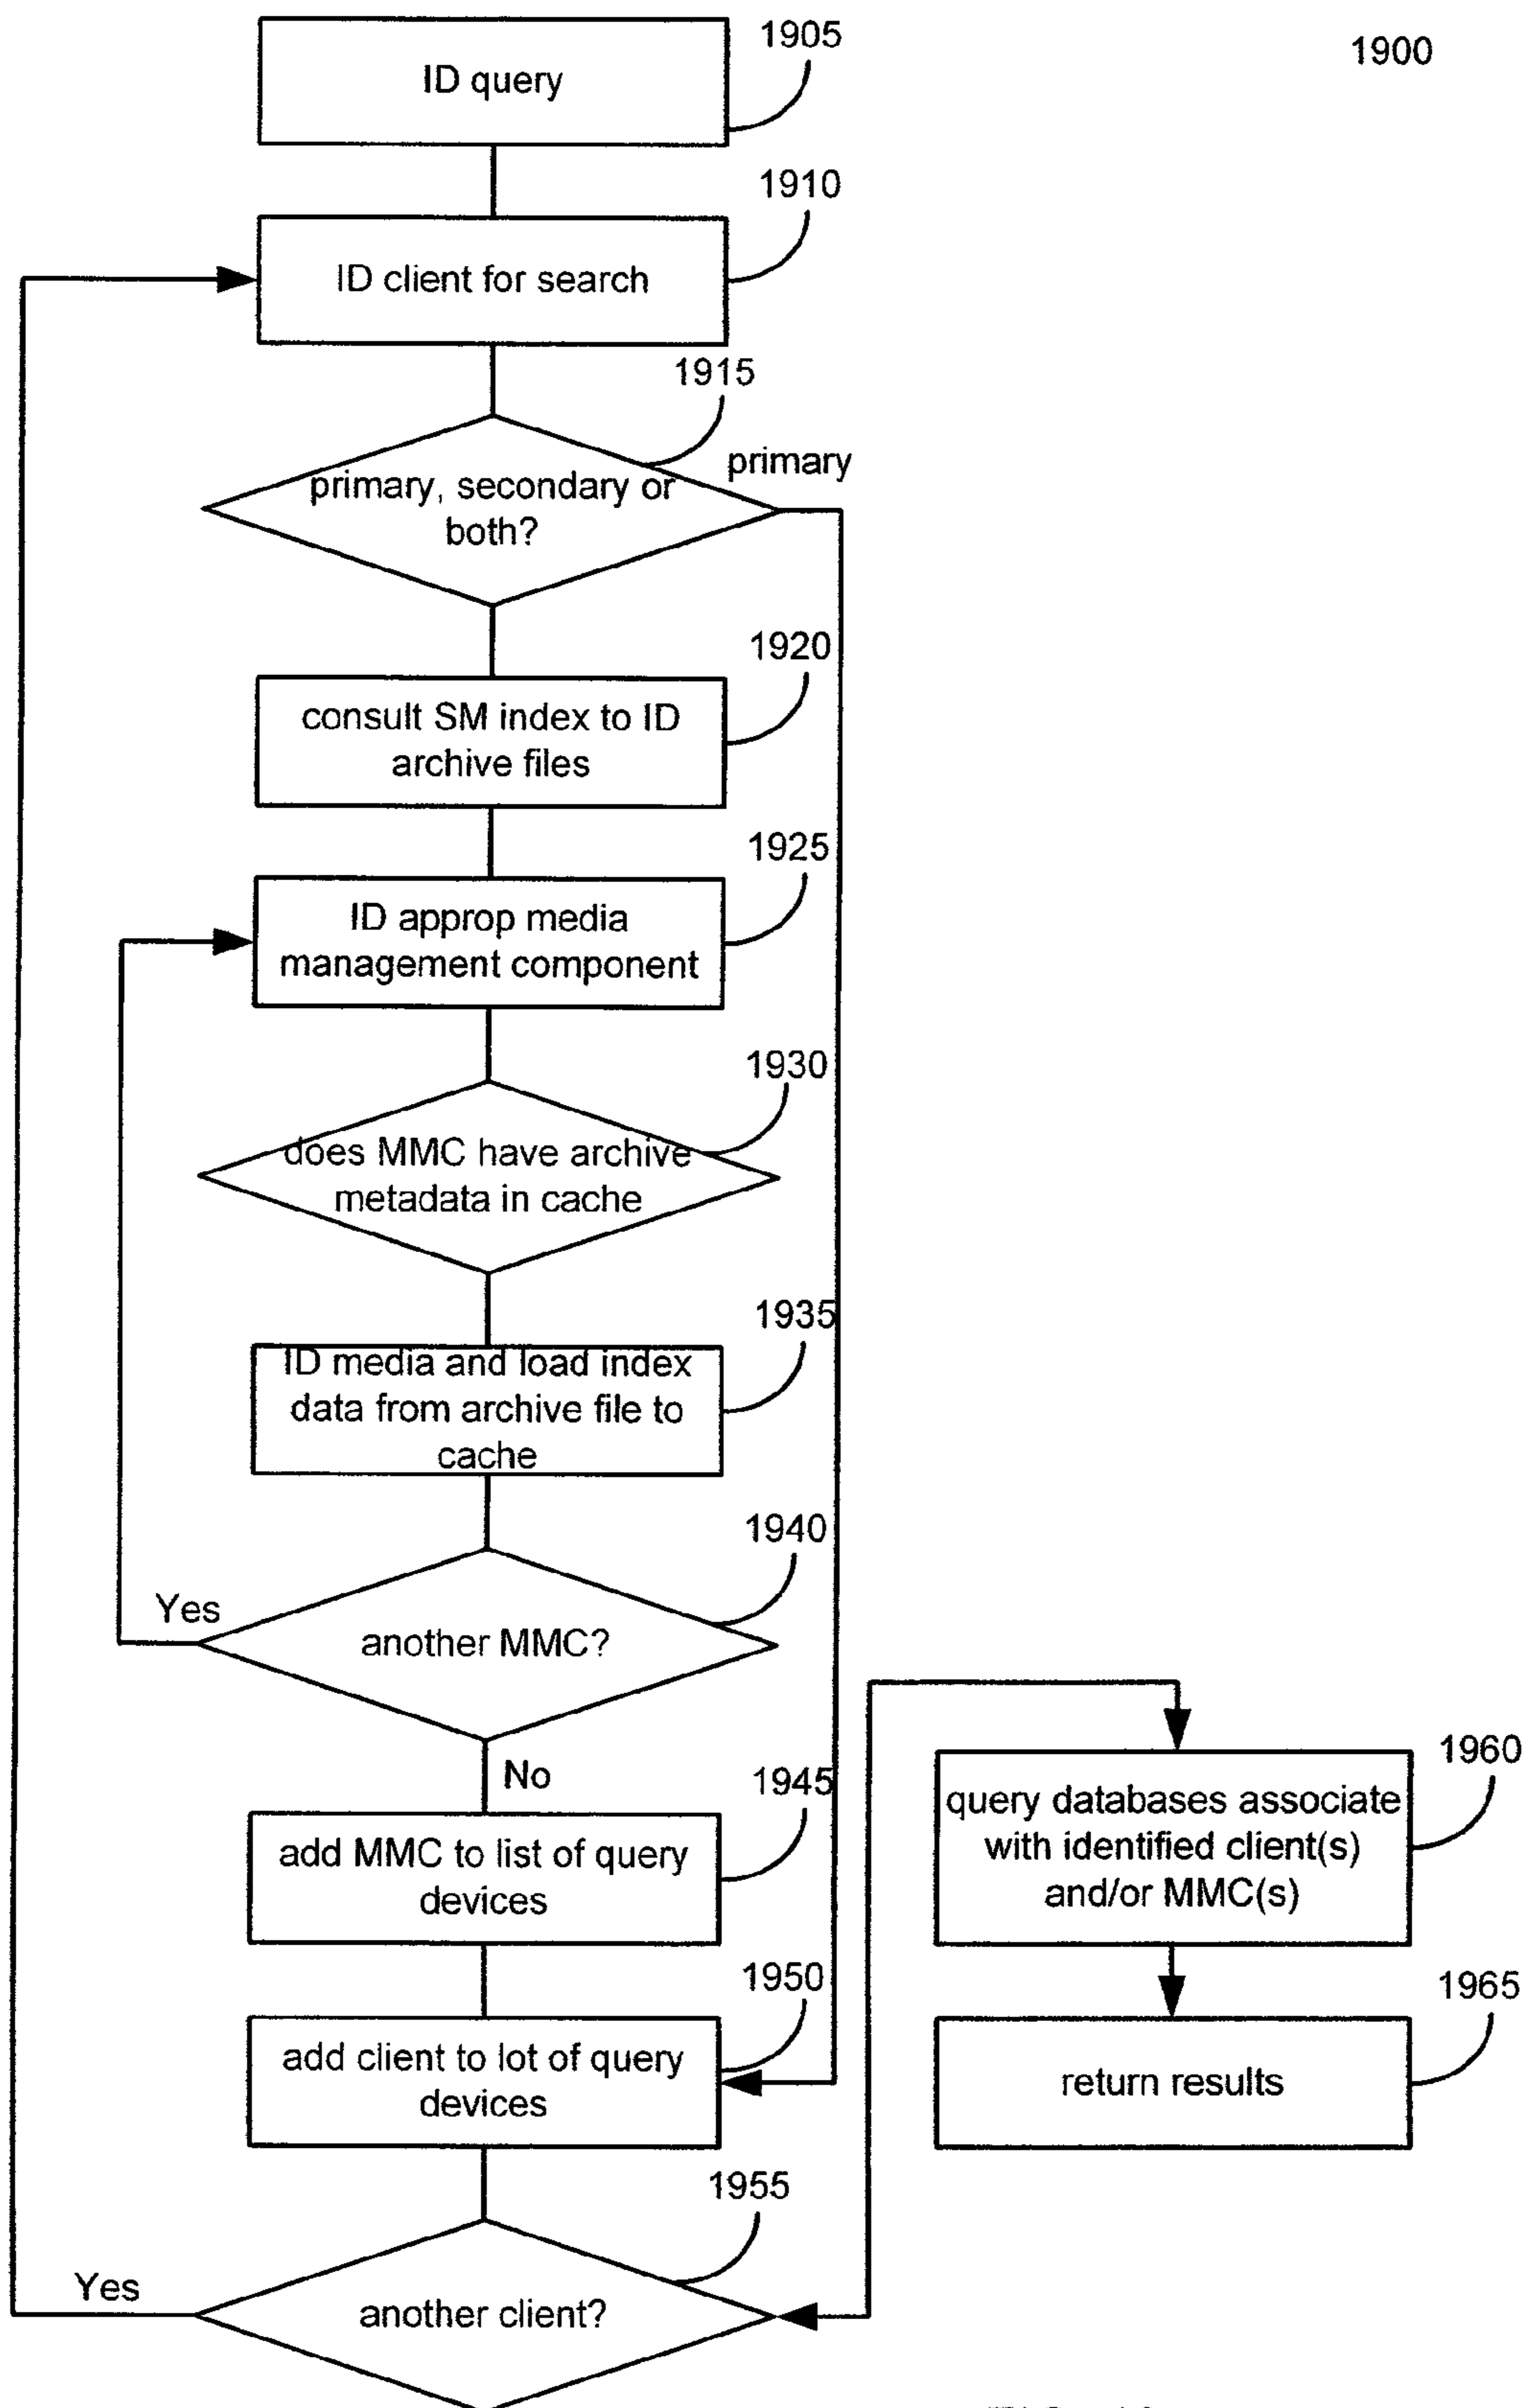 1905
1900
ID query
1910
ID client for search
1915
primary
primary, secondary or
both?
1920
consult SM index to ID
archive files
1925
ID approp media
management component
1930
does MMC have archive
metadata in cache
1935
ID media and load index
data from archive file to
cache
1940
Yes
another MMC?
No
1945
add MMC to list of query
devices
1950
add client to lot of query
devices
1955
Yes
another client?
1960
query databases associate
with identified client(s)
and/or MMC(s)
1965
return results